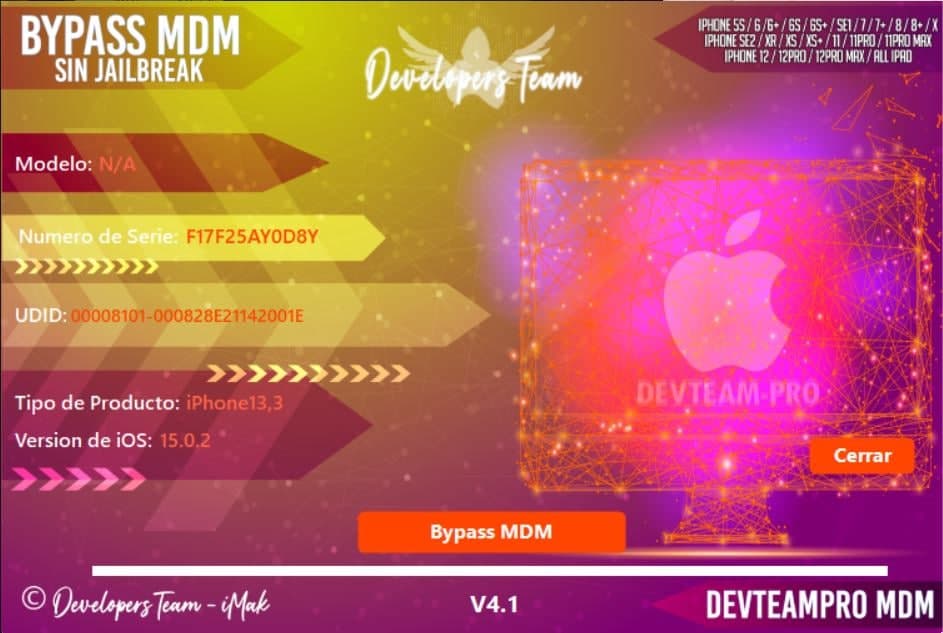 BYPASS MDM
SIN JAILBREAK
Developers Team
IPHONE 5S / 6 / 6+ / 6S / 6S+ / SE1 / 7 / 7+ / 8 / 8+ / X
IPHONE SE2 / XR / XS / XS+ / 11 / 11PRO / 11PRO MAX
IPHONE 12 / 12PRO / 12PRO MAX / ALL IPAD
Modelo: N/A
Numero de Serie: F17F25AY0D8Y
UDID: 00008101-000828E21142001E
Tipo de Producto: iPhone13,3
Version de iOS: 15.0.2
DEVTEAM-PRO
Cerrar
Bypass MDM
© Developers Team - iMak
V4.1
DEVTEAMPRO MDM